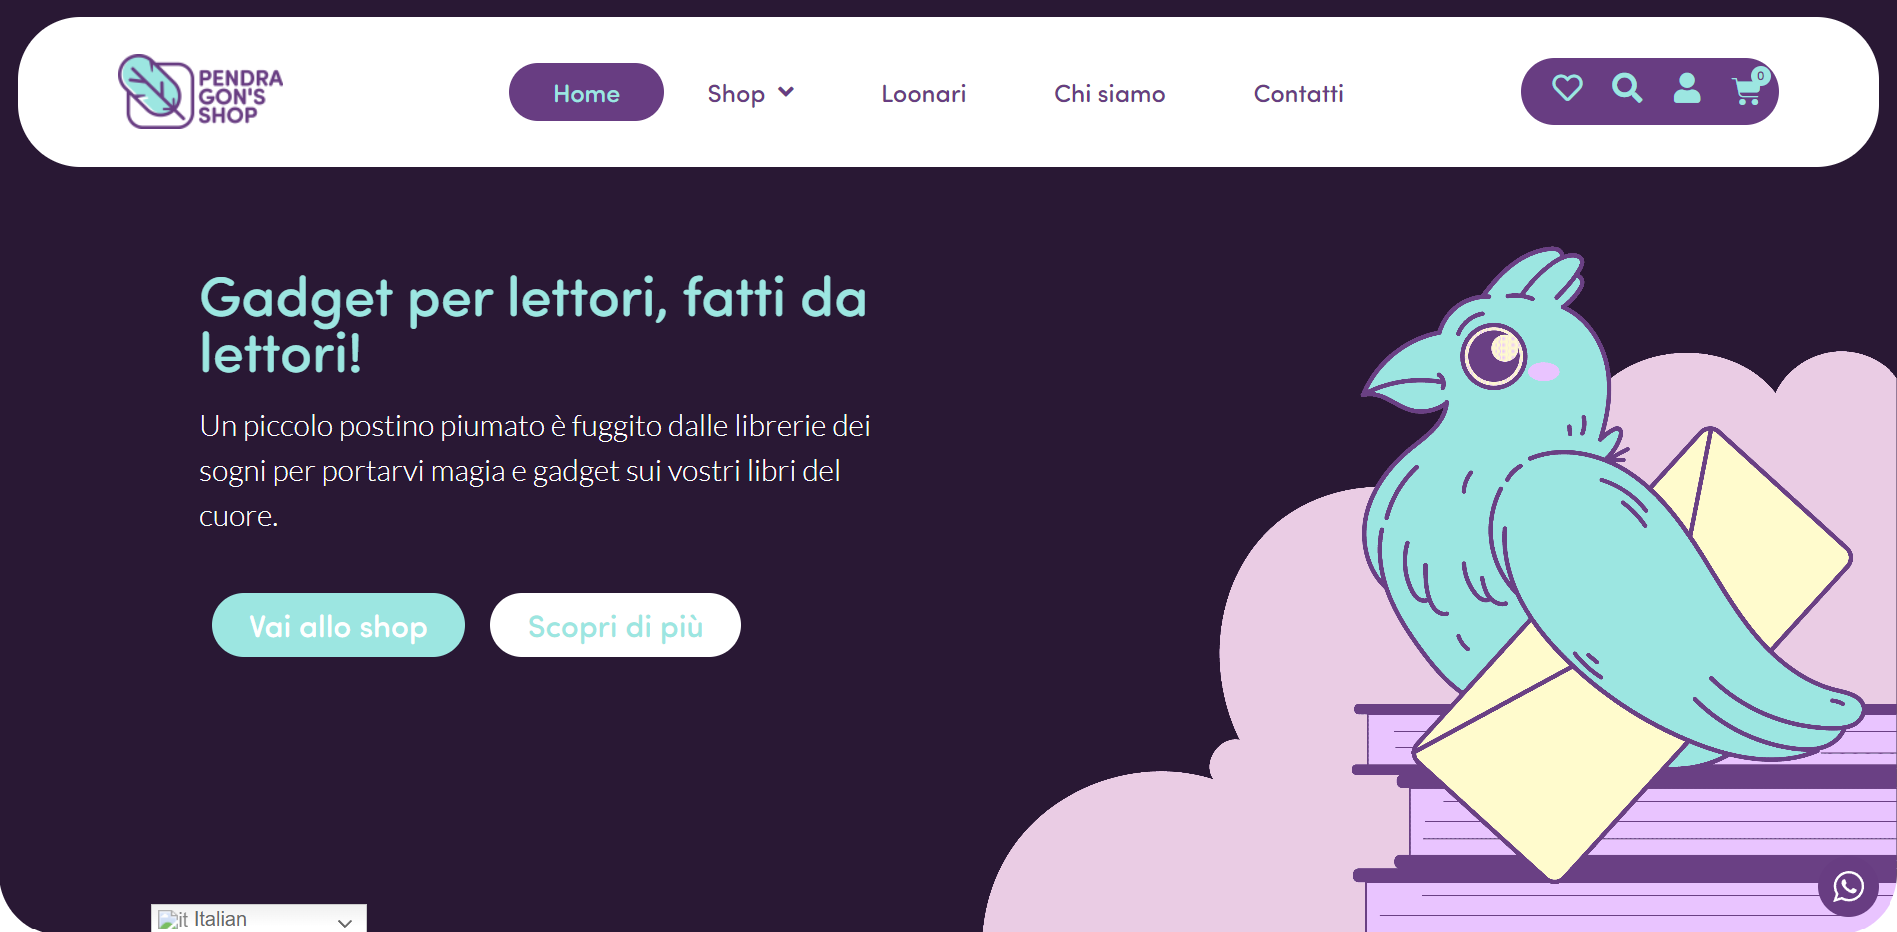 PENDRA
GON'S
SHOP
Home
Shop
Loonari
Chi siamo
Contatti
0
Gadget per lettori, fatti da
lettori!
Un piccolo postino piumato è fuggito dalle librerie dei
sogni per portarvi magia e gadget sui vostri libri del
cuore.
Vai allo shop
Scopri di più
it Italian